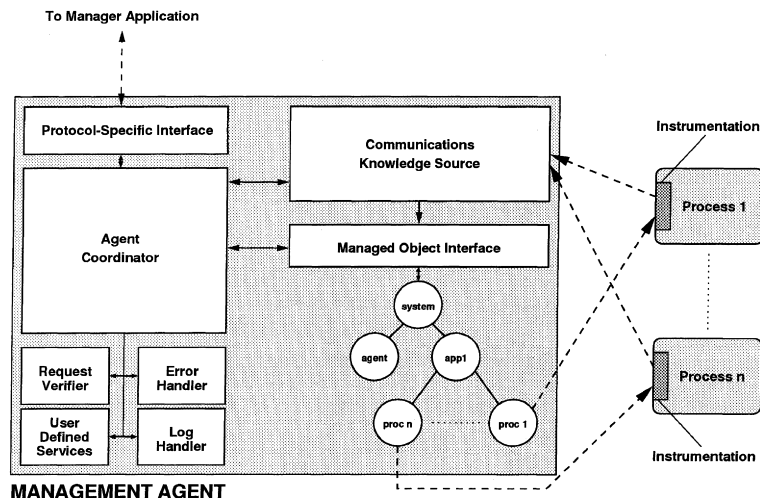 To Manager Application
Protocol-Specific Interface
Communications
Knowledge Source
Instrumentation
Process 1
Agent
Coordinator
Managed Object Interface
system
agent
app1
Request
Verifier
Error
Handler
Process n
User
Defined
Services
Log
Handler
proc n
proc 1
Instrumentation
MANAGEMENT AGENT